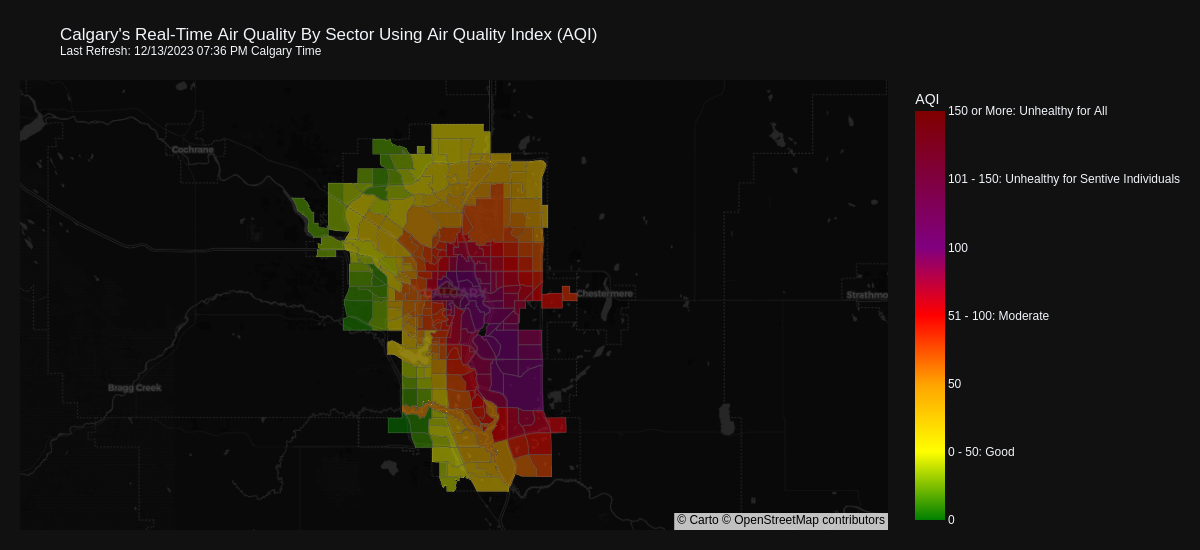 Calgary's Real-Time Air Quality By Sector Using Air Quality Index (AQI)
Last Refresh: 12/13/2023 07:36 PM Calgary Time
AQI
150 or More: Unhealthy for All
Cochrane
101 - 150: Unhealthy for Sentive Individuals
100
CALGARY
Chestermere
Strathmo
51 - 100: Moderate
50
Bragg Creek
0 - 50: Good
0
© Carto © OpenStreetMap contributors